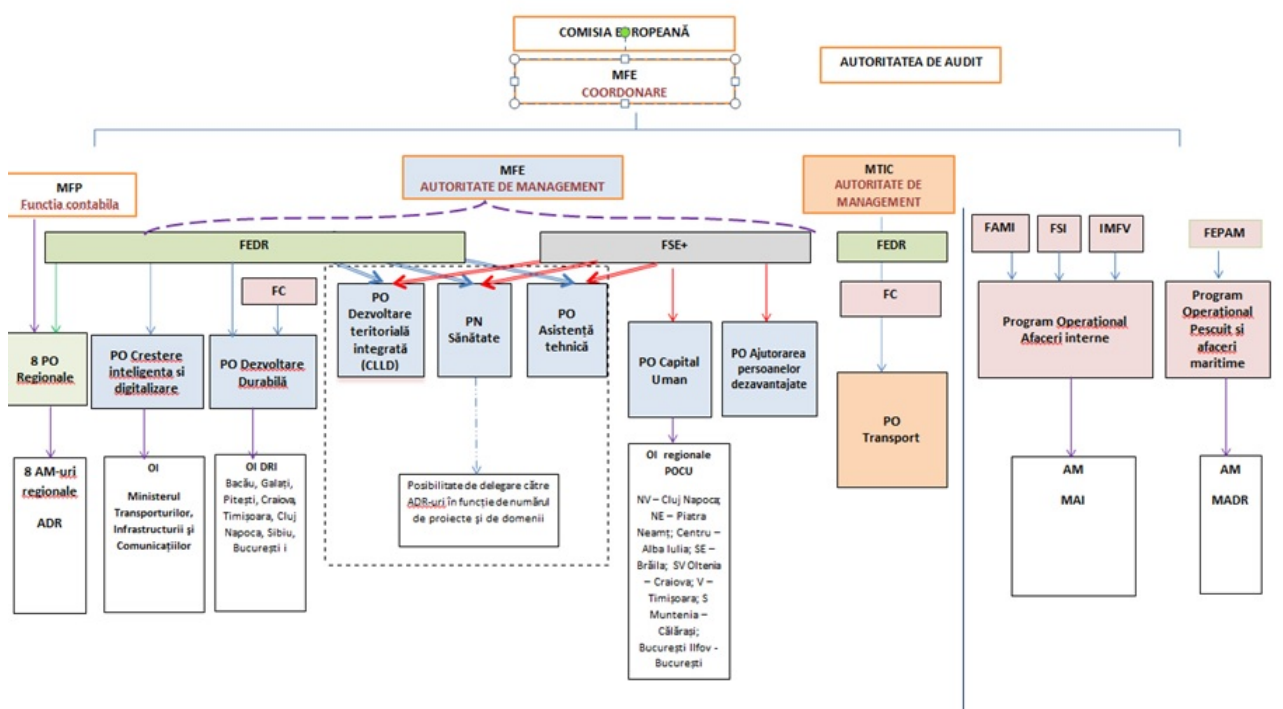 COMISIA EUROPEANĂ
MFE
COORDONARE
AUTORITATEA DE AUDIT
MFP
Functia contabila
MFE
AUTORITATE DE MANAGEMENT
MTIC
AUTORITATE DE
MANAGEMENT
FAMI
FSI
IMFV
FEPAM
FEDR
FSE+
FEDR
FC
FC
8 PO
Regionale
PO Crestere
inteligenta si
digitalizare
PO Dezvoltare
Durabilă
PO
Dezvoltare
teritorială
integrată
(CLLD)
PN
Sănătate
PO
Asistență
tehnică
PO Capital
Uman
PO Ajutorarea
persoanelor
dezavantajate
PO
Transport
Program Operațional
Afaceri interne
Program
Operațional
Pescuit si
afaceri
maritime
8 AM-uri
regionale
ADR
OI
Ministerul
Transporturilor,
Infrastructurii și
Comunicațiilor
OI DRI
Bacău, Galați,
Pitești, Craiova,
Timișoara, Cluj
Napoca, Sibiu,
București i
Posibilitate de delegare către
ADR-uri în funcție de numărul
de proiecte și de domenii
OI regionale
POCU
NV – Cluj Napoca;
NE – Piatra
Neamț; Centru –
Alba Iulia; SE –
Brăila; SV Oltenia
– Craiova; V –
Timișoara; S
Muntenia –
Călărași;
București Ilfov -
București
AM
MAI
AM
MADR